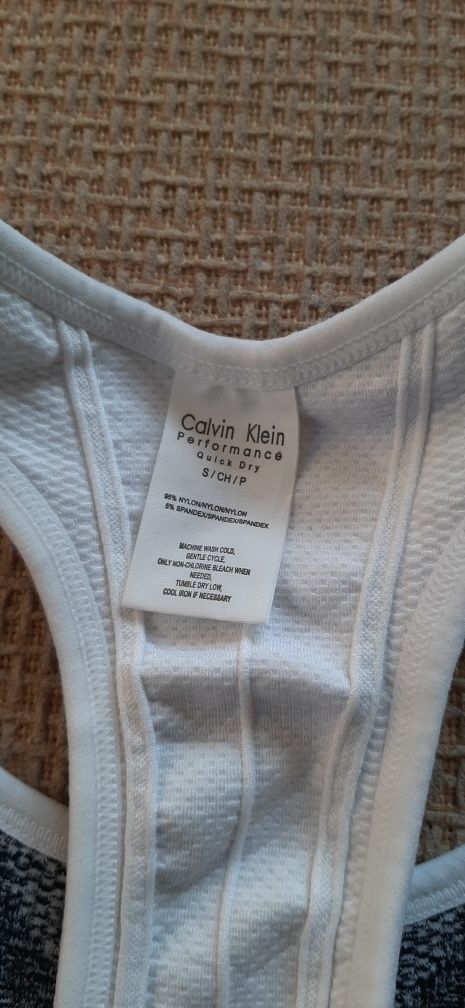 Calvin Klein
Performance
Quick Dry
S/CH/P
95% NYLON/NYLON/NYLON
5% SPANDEX/SPANDEX/SPANDEX
MACHINE WASH COLD,
GENTLE CYCLE,
ONLY NON-CHLORINE BLEACH WHEN
NEEDED,
TUMBLE DRY LOW,
COOL IRON IF NECESSARY